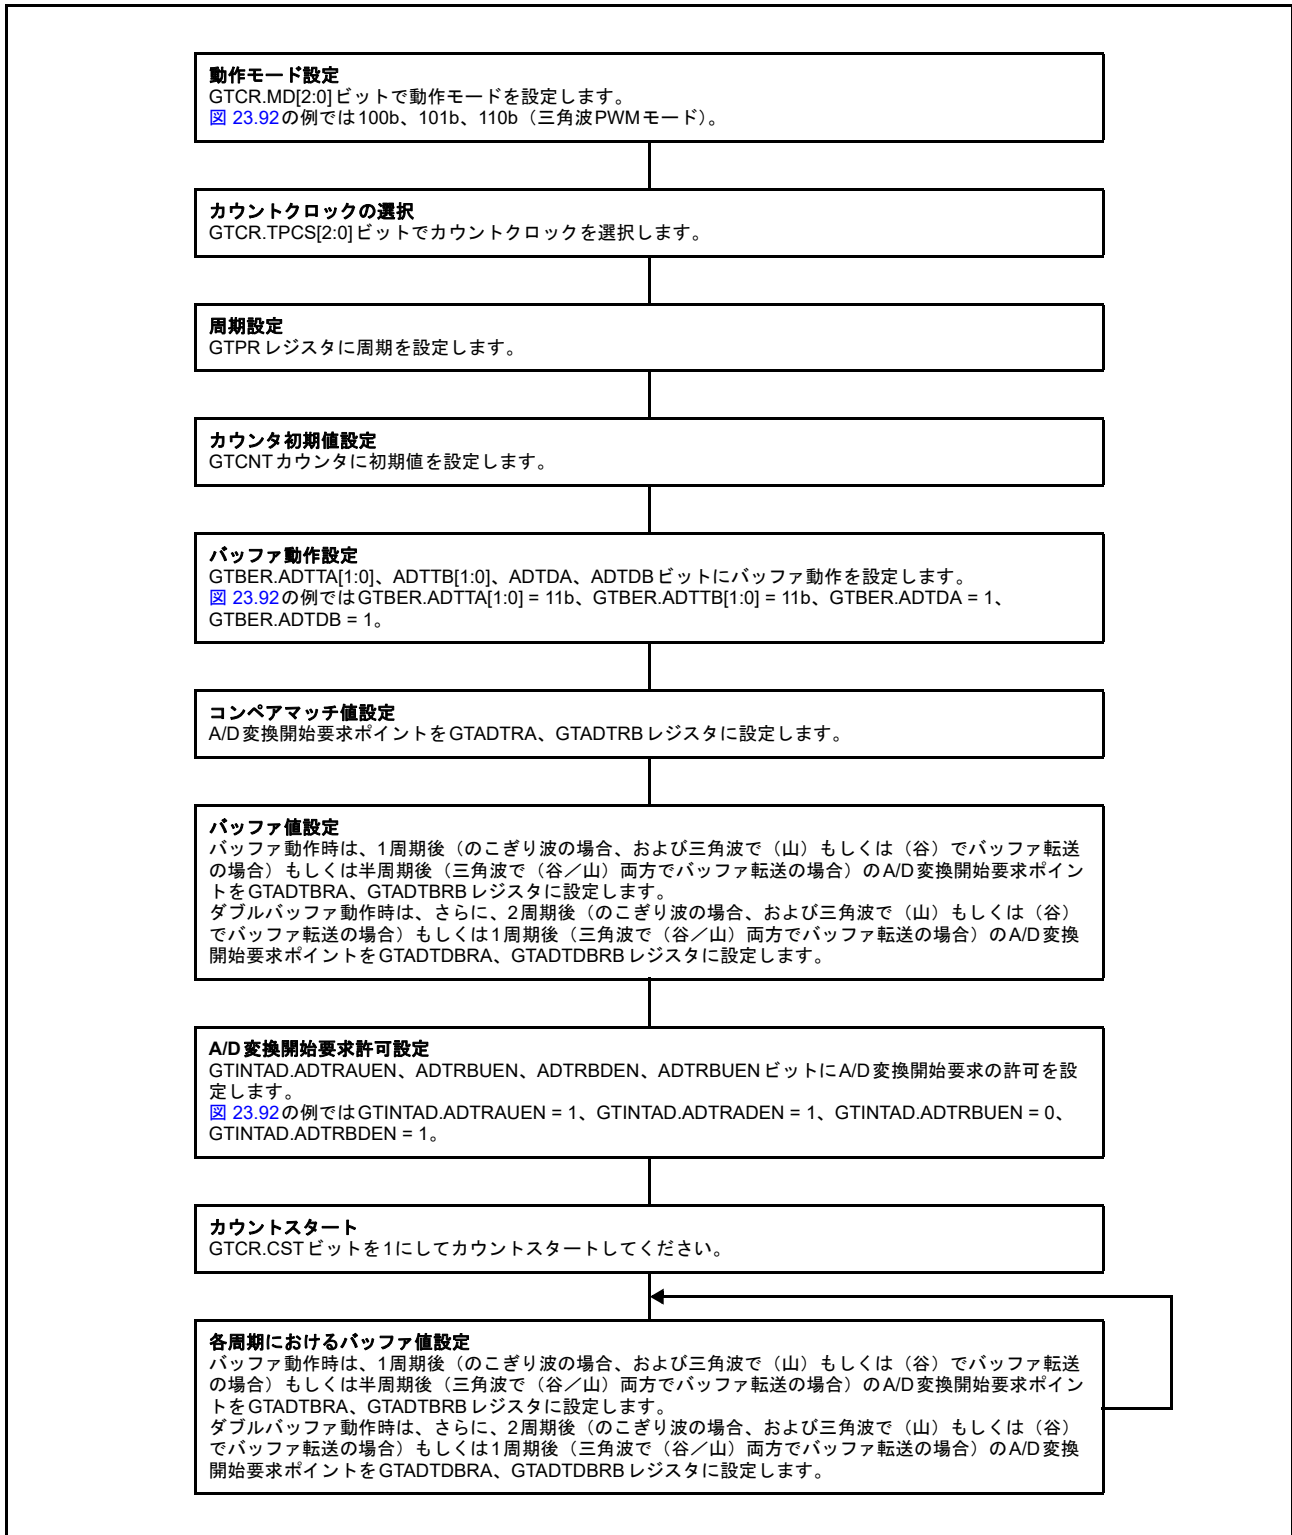 動作モード設定
GTCR.MD[2:0]ビットで動作モードを設定します。
図 23.92の例では100b、101b、110b（三角波PWMモード）。
カウントクロックの選択
GTCR.TPCS[2:0]ビットでカウントクロックを選択します。
周期設定
GTPRレジスタに周期を設定します。
カウンタ初期値設定
GTCNTカウンタに初期値を設定します。
バッファ動作設定
GTBER.ADTTA[1:0]、ADTTB[1:0]、ADTDA、ADTDBビットにバッファ動作を設定します。
図 23.92の例ではGTBER.ADTTA[1:0] = 11b、GTBER.ADTTB[1:0] = 11b、GTBER.ADTDA = 1、
GTBER.ADTDB = 1。
コンペアマッチ値設定
A/D変換開始要求ポイントをGTADTRA、GTADTRBレジスタに設定します。
バッファ値設定
バッファ動作時は、1周期後（のこぎり波の場合、および三角波で（山）もしくは（谷）でバッファ転送
の場合）もしくは半周期後（三角波で（谷／山）両方でバッファ転送の場合）のA/D変換開始要求ポイン
トをGTADTBRA、GTADTBRBレジスタに設定します。
ダブルバッファ動作時は、さらに、2周期後（のこぎり波の場合、および三角波で（山）もしくは（谷）
でバッファ転送の場合）もしくは1周期後（三角波で（谷／山）両方でバッファ転送の場合）のA/D変換
開始要求ポイントをGTADTDBRA、GTADTDBRBレジスタに設定します。
A/D変換開始要求許可設定
GTINTAD.ADTRAUEN、ADTRBUEN、ADTRBDEN、ADTRBUENビットにA/D変換開始要求の許可を設
定します。
図 23.92の例ではGTINTAD.ADTRAUEN = 1、GTINTAD.ADTRADEN = 1、GTINTAD.ADTRBUEN = 0、
GTINTAD.ADTRBDEN = 1。
カウントスタート
GTCR.CSTビットを1にしてカウントスタートしてください。
各周期におけるバッファ値設定
バッファ動作時は、1周期後（のこぎり波の場合、および三角波で（山）もしくは（谷）でバッファ転送
の場合）もしくは半周期後（三角波で（谷／山）両方でバッファ転送の場合）のA/D変換開始要求ポイン
トをGTADTBRA、GTADTBRBレジスタに設定します。
ダブルバッファ動作時は、さらに、2周期後（のこぎり波の場合、および三角波で（山）もしくは（谷）
でバッファ転送の場合）もしくは1周期後（三角波で（谷／山）両方でバッファ転送の場合）のA/D変換
開始要求ポイントをGTADTDBRA、GTADTDBRBレジスタに設定します。